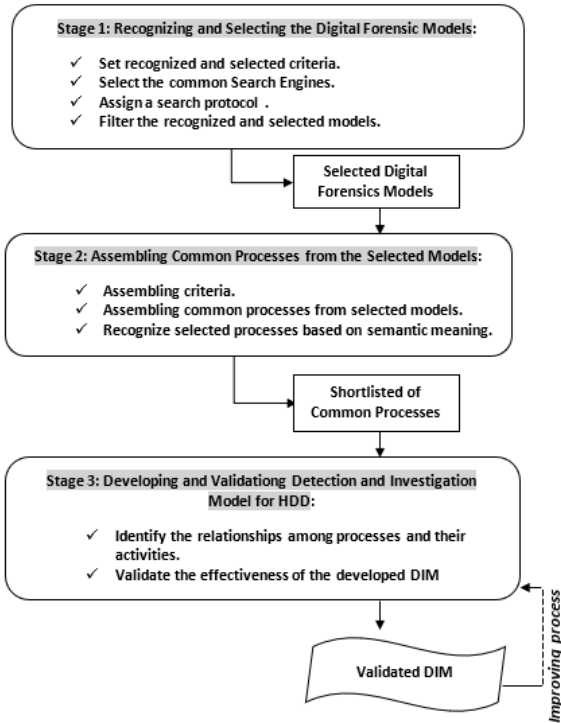 Stage 1: Recognizing and Selecting the Digital Forensic Models:
✓ Set recognized and selected criteria.
✓ Select the common Search Engines.
✓ Assign a search protocol .
✓ Filter the recognized and selected models.
Selected Digital
Forensics Models
Stage 2: Assembling Common Processes from the Selected Models:
✓ Assembling criteria.
✓ Assembling common processes from selected models.
✓ Recognize selected processes based on semantic meaning.
Shortlisted of
Common Processes
Stage 3: Developing and Validationg Detection and Investigation
Model for HDD:
✓ Identify the relationships among processes and their
activities.
✓ Validate the effectiveness of the developed DIM
Validated DIM
Improving process